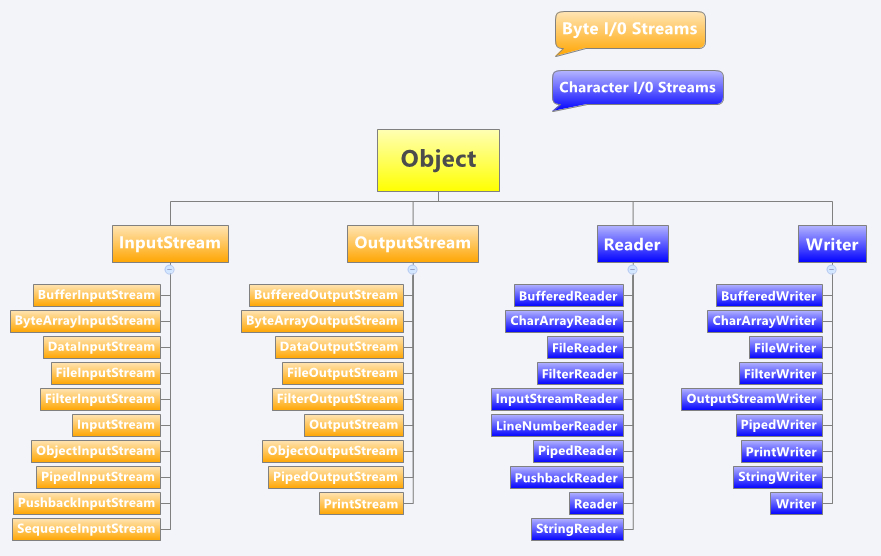 Byte I/0 Streams
Character I/0 Streams
Object
InputStream
BufferInputStream
ByteArrayInputStream
DataInputStream
FileInputStream
FilterInputStream
InputStream
ObjectInputStream
PipedInputStream
PushbackInputStream
SequenceInputStream
OutputStream
BufferedOutputStream
ByteArrayOutputStream
DataOutputStream
FileOutputStream
FilterOutputStream
OutputStream
ObjectOutputStream
PipedOutputStream
PrintStream
Reader
BufferedReader
CharArrayReader
FileReader
FilterReader
InputStreamReader
LineNumberReader
PipedReader
PushbackReader
Reader
StringReader
Writer
BufferedWriter
CharArrayWriter
FileWriter
FilterWriter
OutputStreamWriter
PipedWriter
PrintWriter
StringWriter
Writer